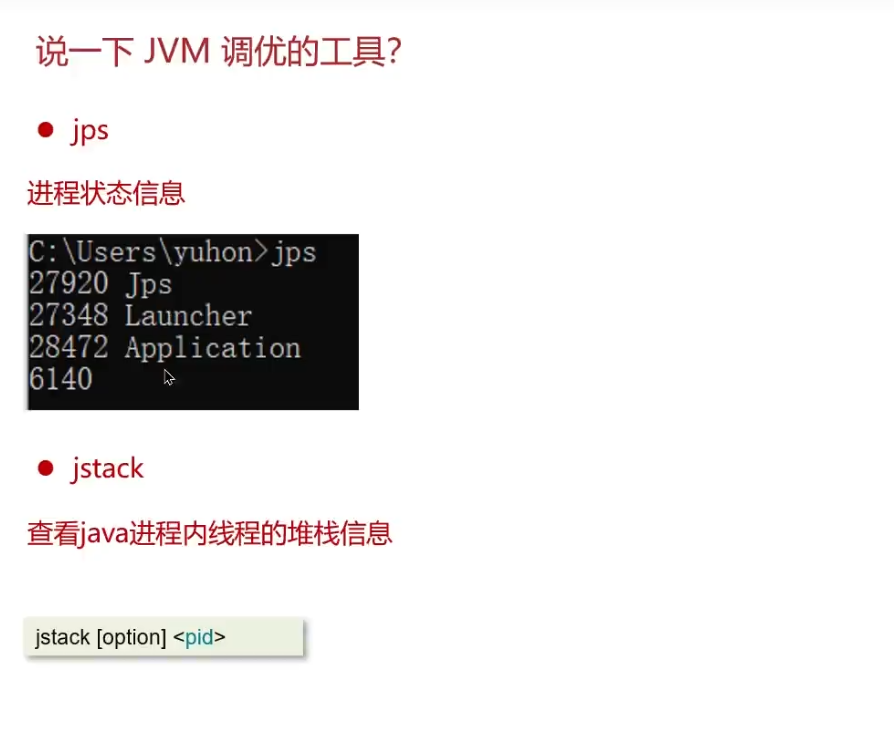 说一下 JVM 调优的工具？
jps
进程状态信息
C:\Users\yuhon>jps
27920 Jps
27348 Launcher
28472 Application
6140
jstack
查看java进程内线程的堆栈信息
jstack [option] <pid>